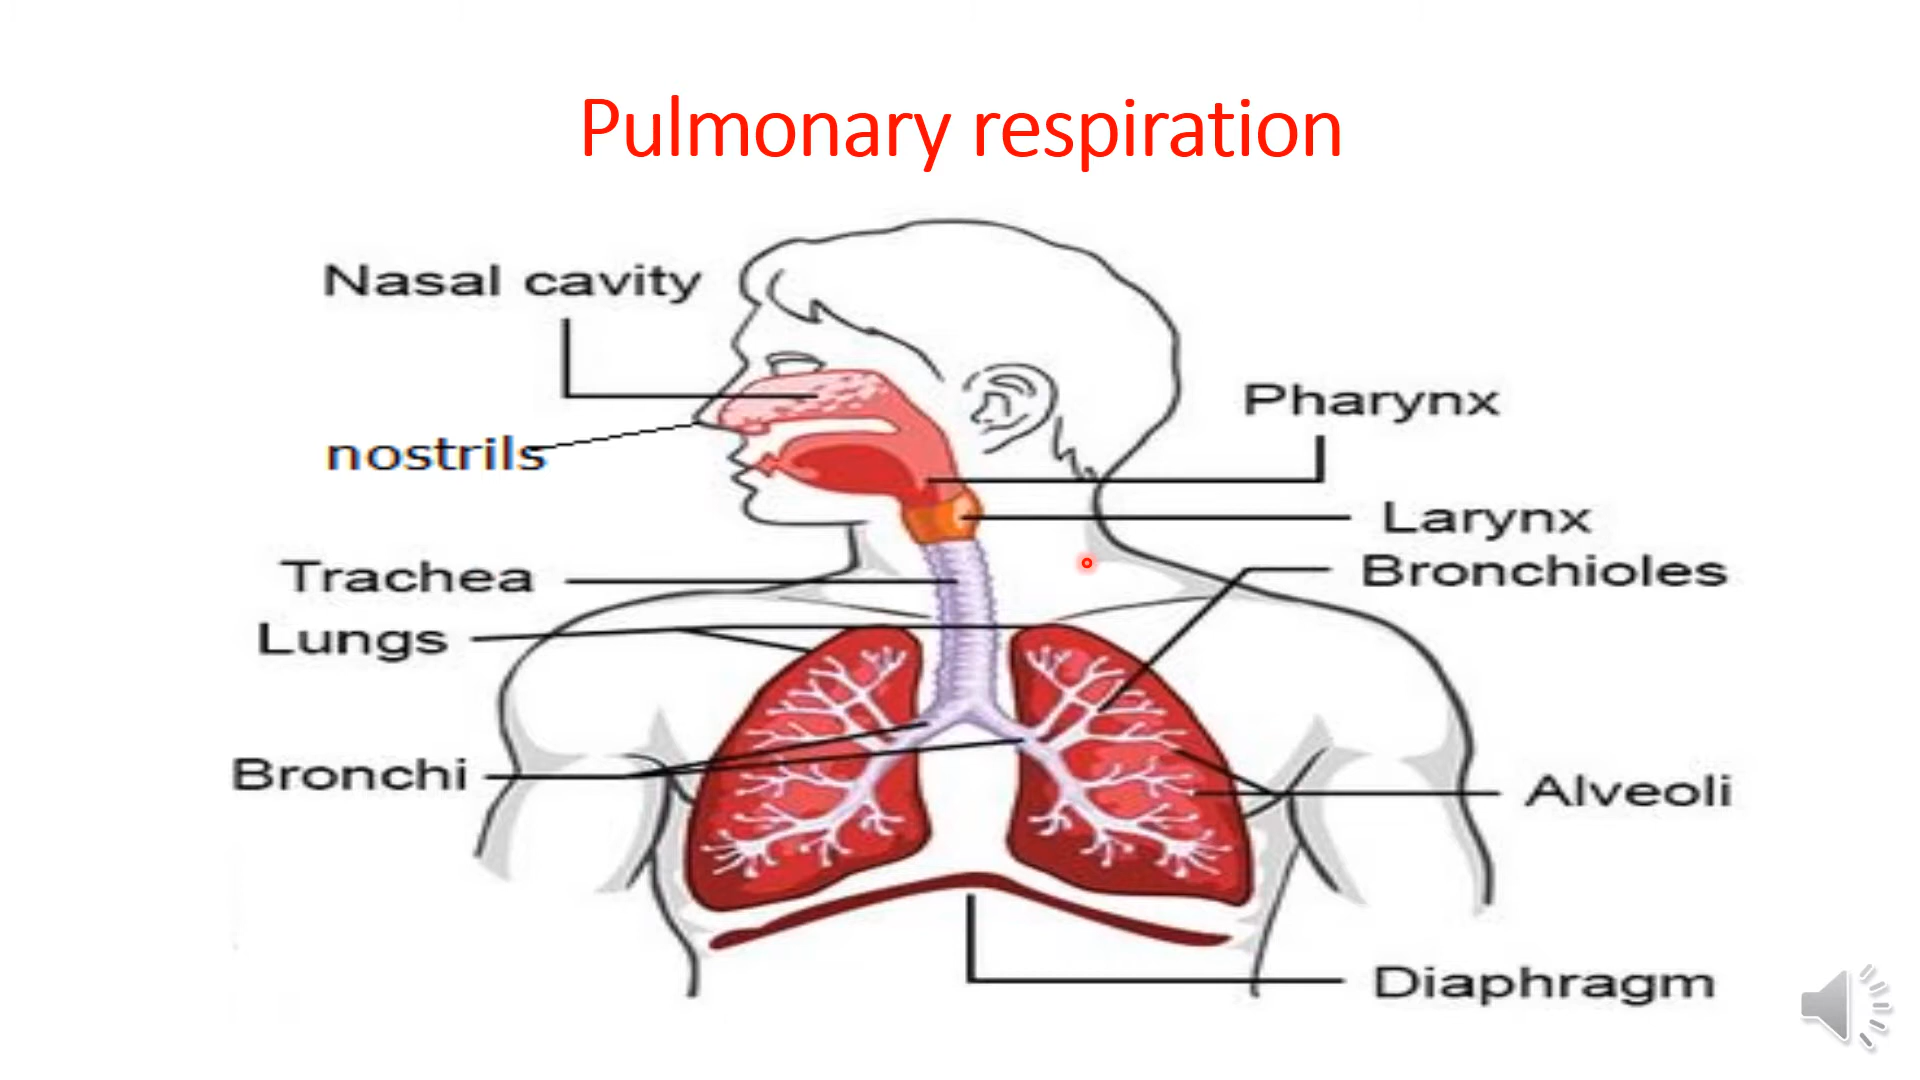 Pulmonary respiration
Nasal cavity
Pharynx
nostrils
Larynx
Bronchioles
Trachea
Lungs
Bronchi
Alveoli
Diaphragm